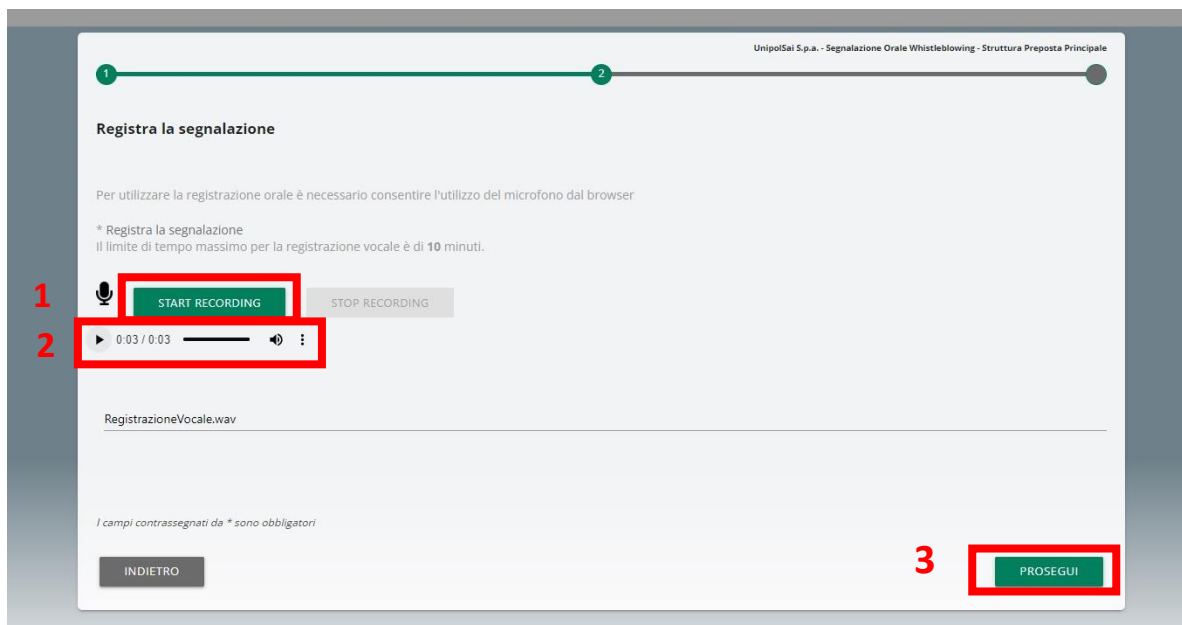 UnipolSai S.p.a. - Segnalazione Orale Whistleblowing - Struttura Preposta Principale
1 2
Registra la segnalazione
Per utilizzare la registrazione orale è necessario consentire l'utilizzo del microfono dal browser
* Registra la segnalazione
Il limite di tempo massimo per la registrazione vocale è di 10 minuti.
1 START RECORDING STOP RECORDING
2 0:03 / 0:03
RegistrazioneVocale.wav
I campi contrassegnati da * sono obbligatori
INDIETRO 3 PROSEGUI